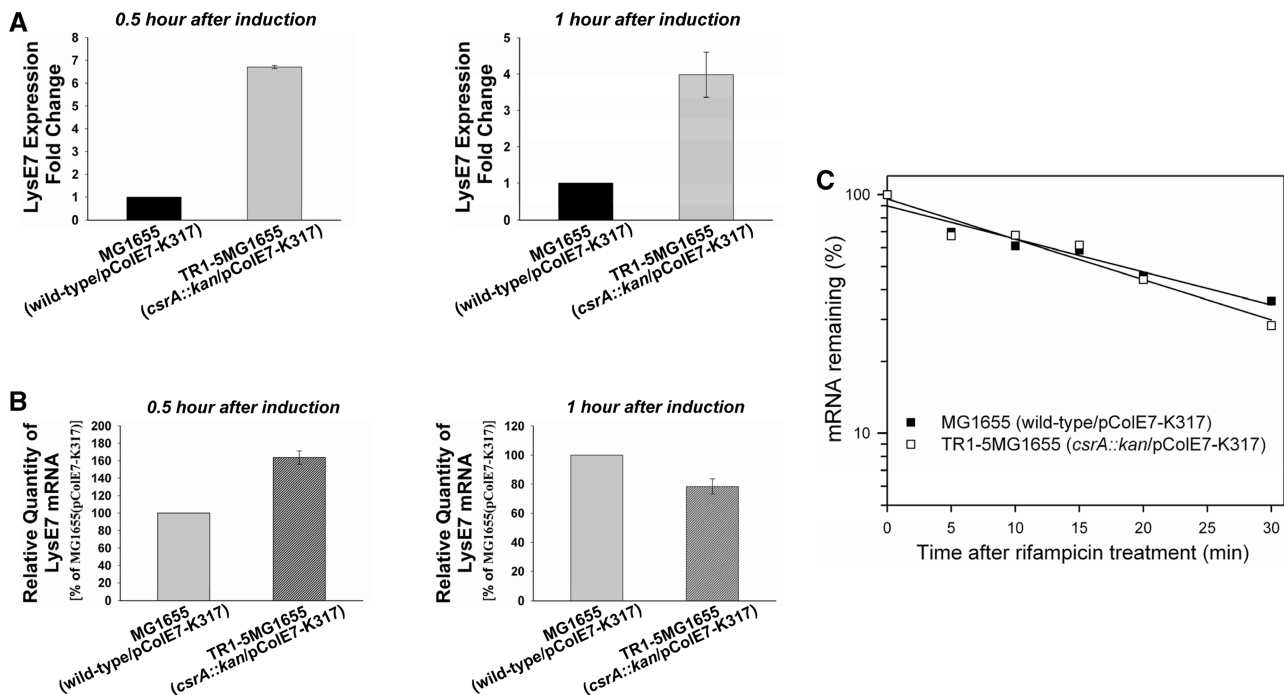 A
0.5 hour after induction
LysE7 Expression
Fold Change
8
7
6
5
4
3
2
1
0
MG1655
(wild-type/pColE7-K317)
TR1-5MG1655
(csrA::kan/pColE7-K317)
1 hour after induction
LysE7 Expression
Fold Change
5
4
3
2
1
0
MG1655
(wild-type/pColE7-K317)
TR1-5MG1655
(csrA::kan/pColE7-K317)
B
0.5 hour after induction
Relative Quantity of
LysE7 mRNA
[% of MG1655(pColE7-K317)]
200
180
160
140
120
100
80
60
40
20
0
MG1655
(wild-type/pColE7-K317)
TR1-5MG1655
(csrA::kan/pColE7-K317)
1 hour after induction
Relative Quantity of
LysE7 mRNA
[% of MG1655(pColE7-K317)]
120
100
80
60
40
20
0
MG1655
(wild-type/pColE7-K317)
TR1-5MG1655
(csrA::kan/pColE7-K317)
C
mRNA remaining (%)
100
10
MG1655 (wild-type/pColE7-K317)
TR1-5MG1655 (csrA::kan/pColE7-K317)
0 5 10 15 20 25 30
Time after rifampicin treatment (min)